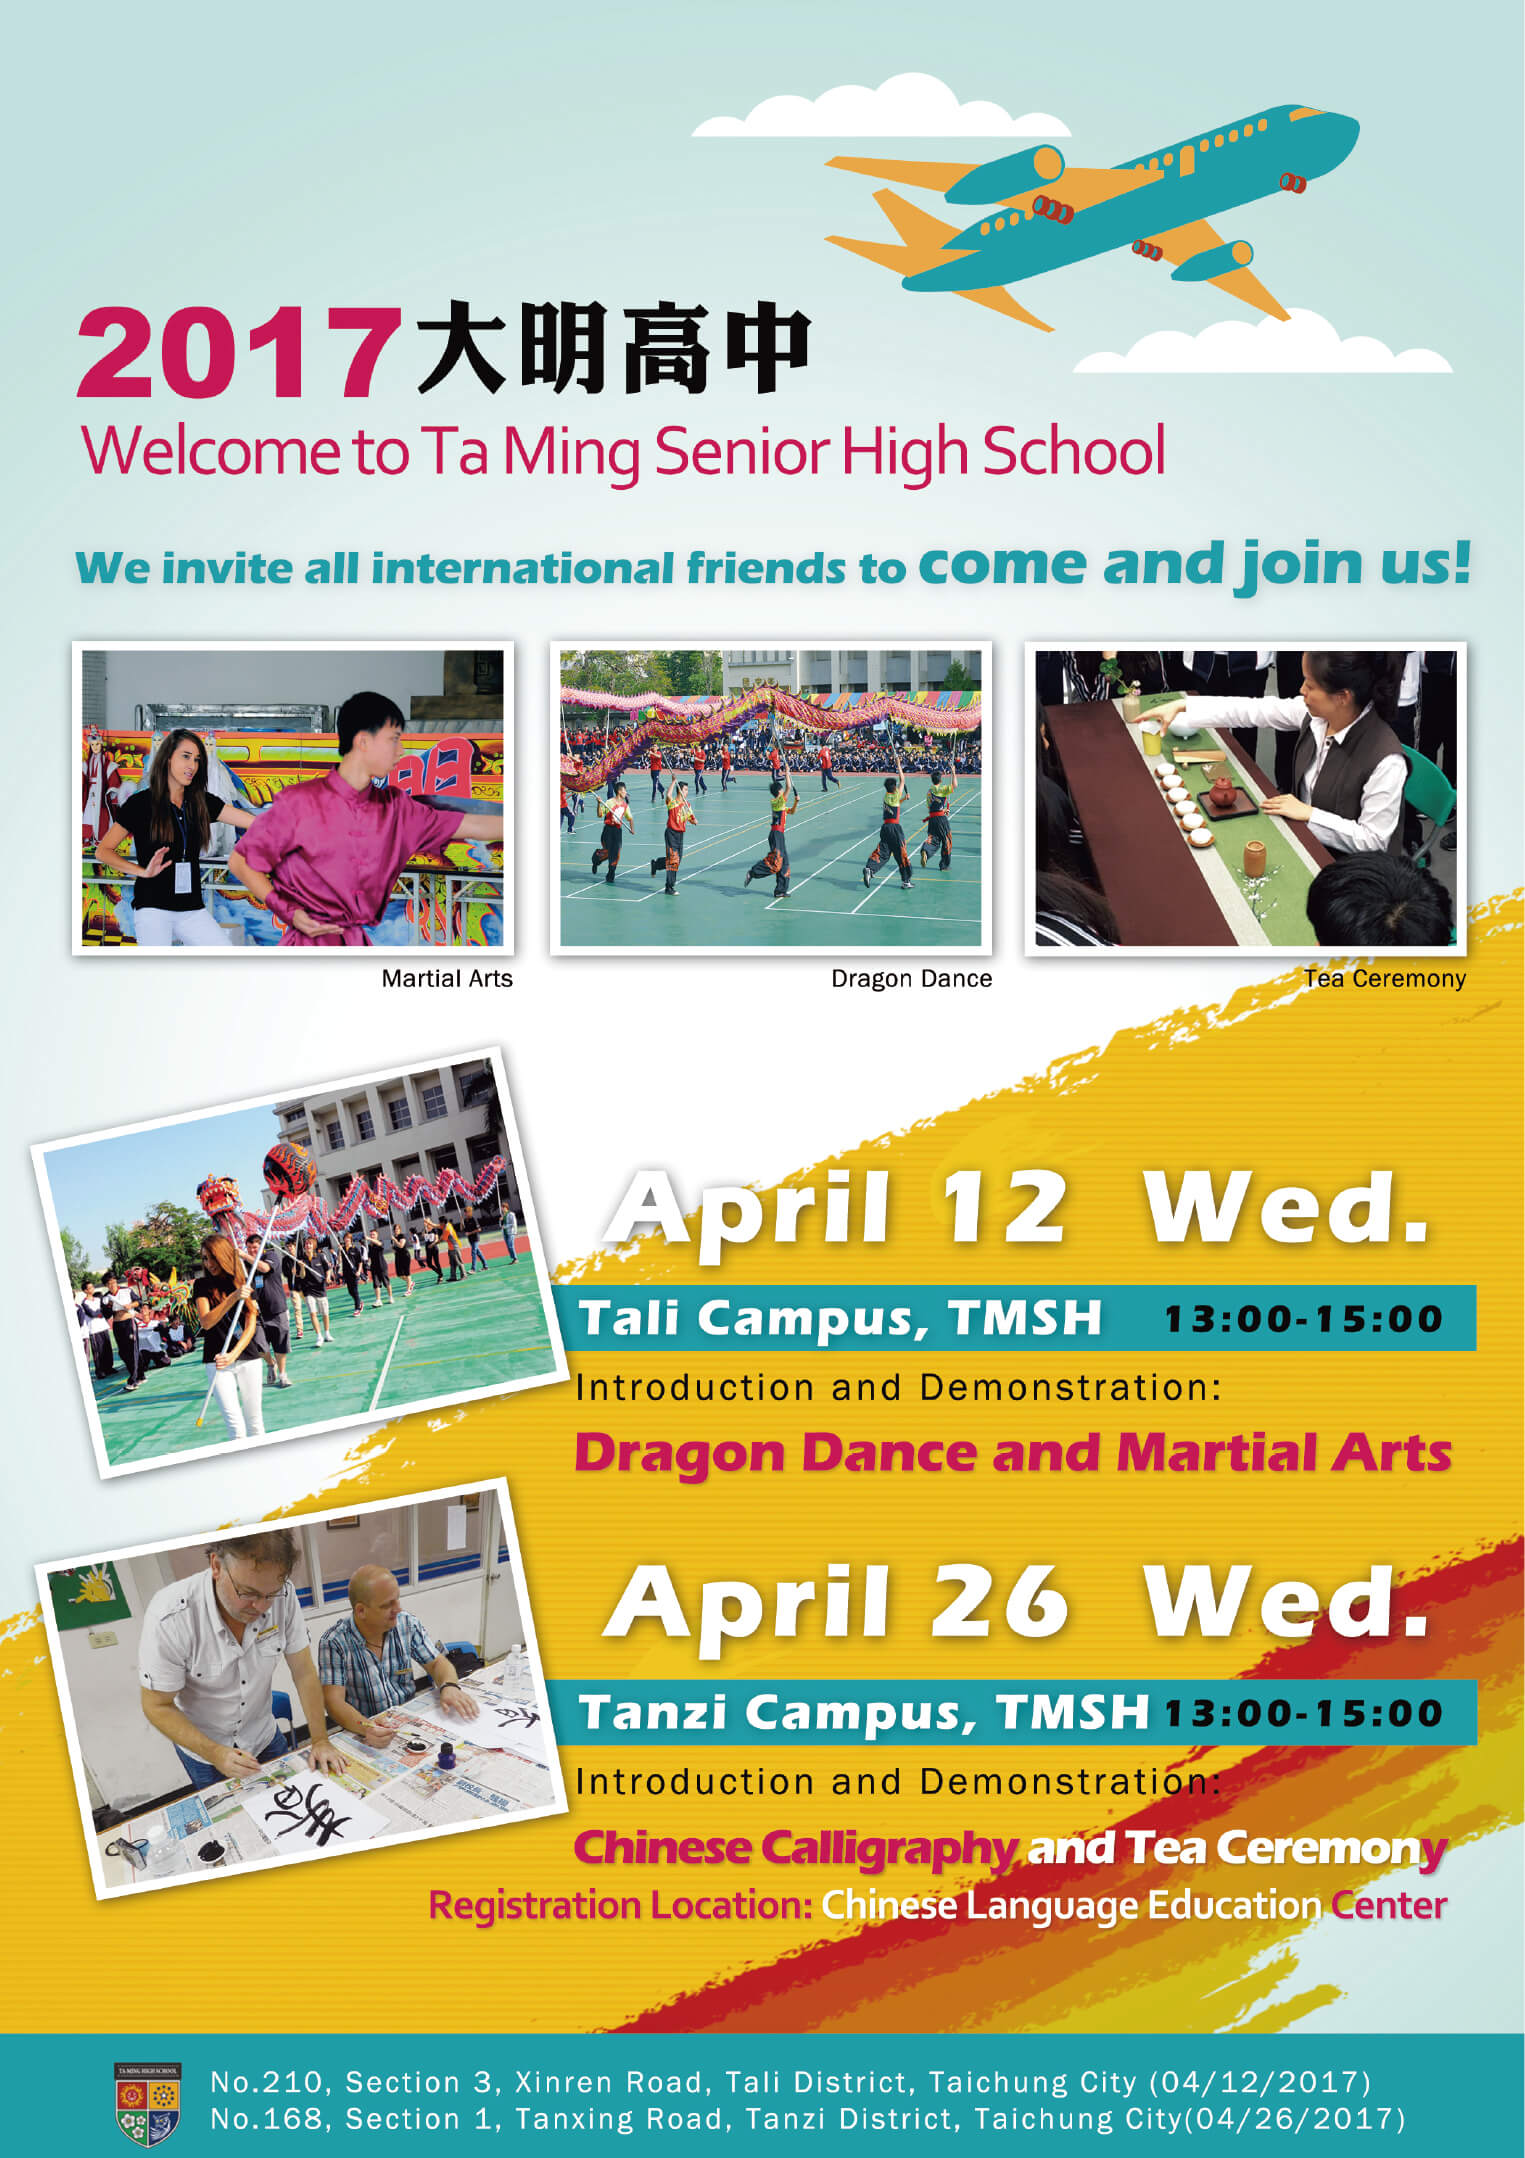 2017大明高中
Welcome to Ta Ming Senior High School
We invite all international friends to come and join us!
Martial Arts
Dragon Dance
Tea Ceremony
April 12 Wed.
Tali Campus, TMSH 13:00-15:00
Introduction and Demonstration:
Dragon Dance and Martial Arts
April 26 Wed.
Tanzi Campus, TMSH 13:00-15:00
Introduction and Demonstration:
Chinese Calligraphy and Tea Ceremony
Registration Location: Chinese Language Education Center
TA MING HIGH SCHOOL
No.210, Section 3, Xinren Road, Tali District, Taichung City (04/12/2017)
No.168, Section 1, Tanxing Road, Tanzi District, Taichung City(04/26/2017)